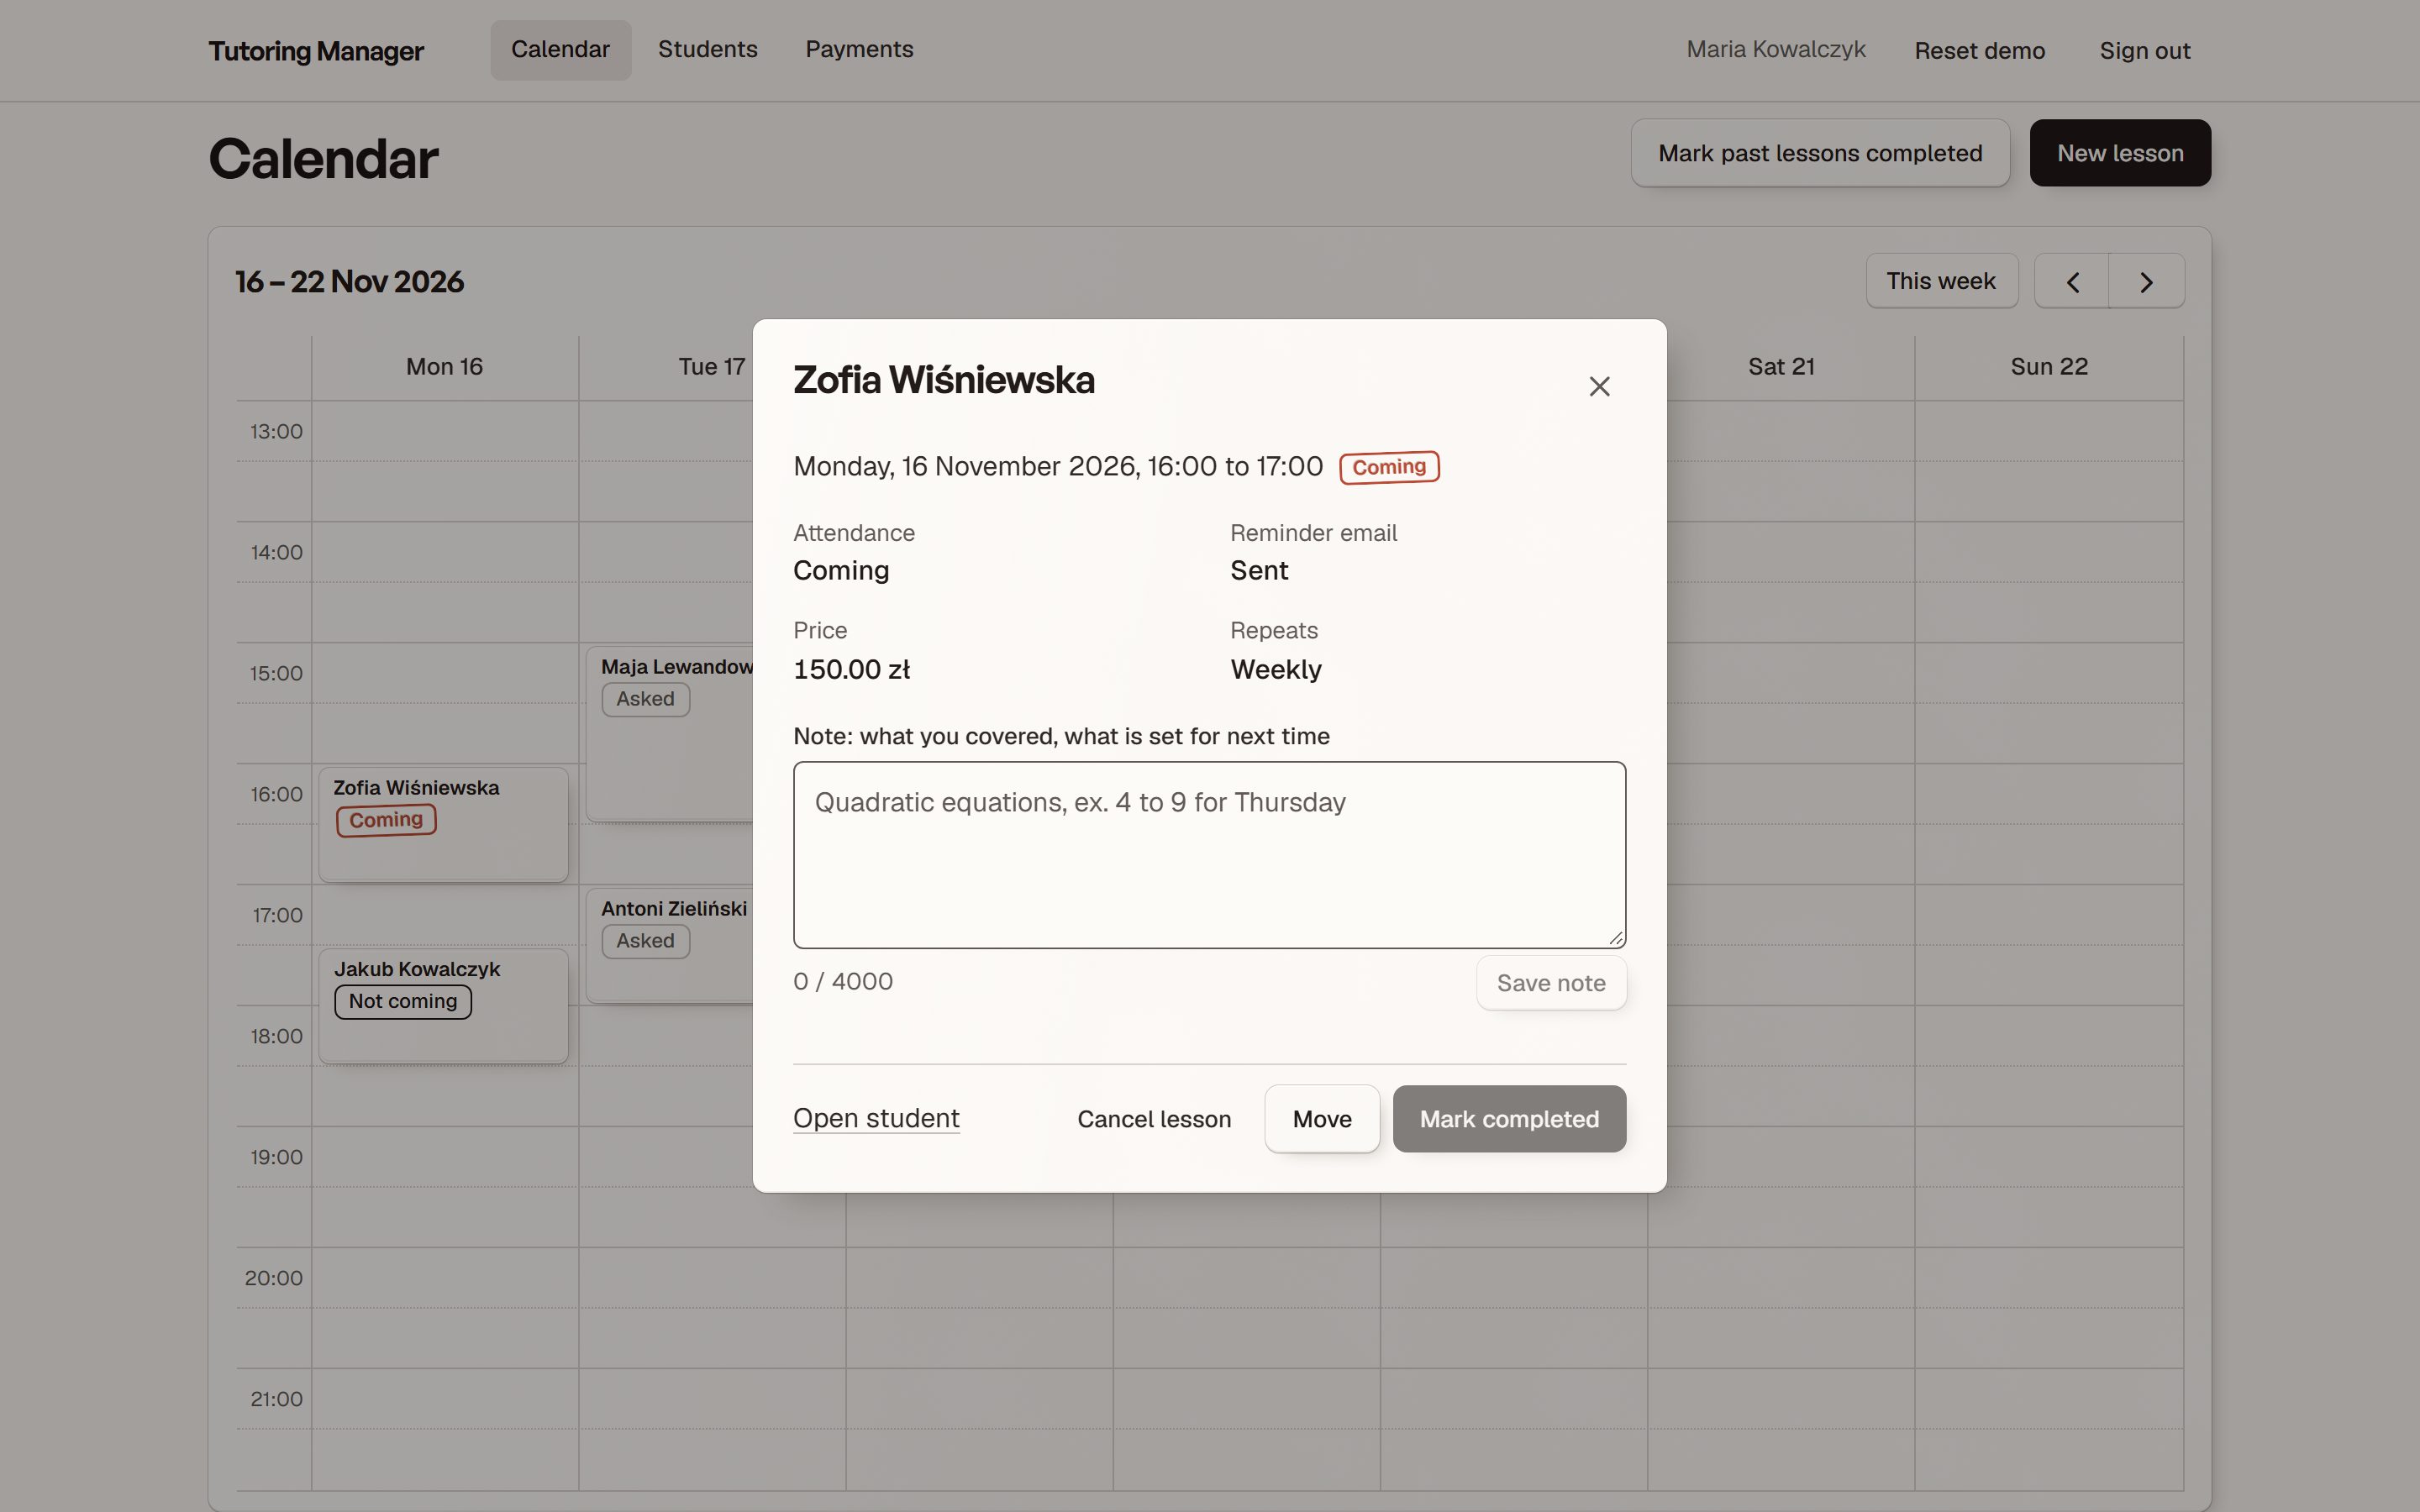 Tutoring Manager
Calendar
Students
Payments
Maria Kowalczyk
Reset demo
Sign out
Calendar
Mark past lessons completed
New lesson
16 – 22 Nov 2026
This week
Mon 16
Tue 17
Sat 21
Sun 22
13:00
14:00
15:00
16:00
17:00
18:00
19:00
20:00
21:00
Zofia Wiśniewska
Coming
Jakub Kowalczyk
Not coming
Maja Lewandow
Asked
Antoni Zieliński
Asked
Zofia Wiśniewska
Monday, 16 November 2026, 16:00 to 17:00 Coming
Attendance
Coming
Reminder email
Sent
Price
150.00 zł
Repeats
Weekly
Note: what you covered, what is set for next time
Quadratic equations, ex. 4 to 9 for Thursday
0 / 4000
Save note
Open student
Cancel lesson
Move
Mark completed